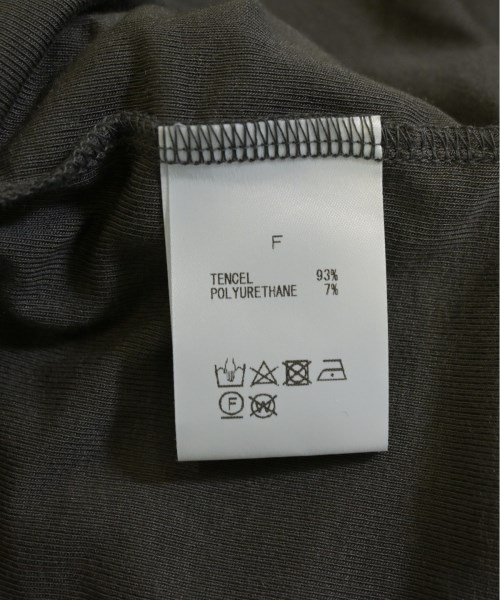 F
TENCEL 93%
POLYURETHANE 7%
F W